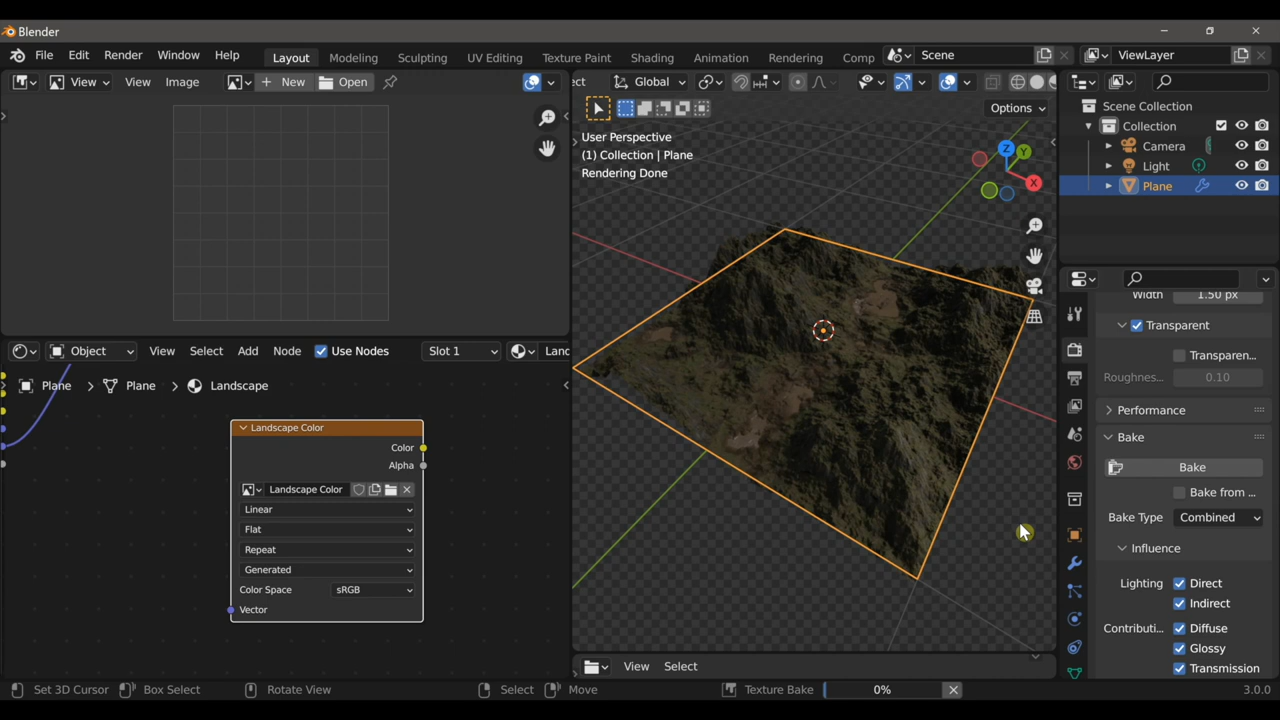 Blender
File Edit Render Window Help Layout Modeling Sculpting UV Editing Texture Paint Shading Animation Rendering Comp Scene ViewLayer
View View Image New Open ect Global
Options
User Perspective
(1) Collection | Plane
Rendering Done
Z
Y
X
Scene Collection
Collection
Camera
Light
Plane
Width 1.50 px
Transparent
Transparen...
Roughnes... 0.10
Performance
Bake
Bake
Bake from ...
Bake Type Combined
Influence
Lighting Direct
Indirect
Contributi... Diffuse
Glossy
Transmission
Object View Select Add Node Use Nodes Slot 1 Lan
Plane Plane Landscape
Landscape Color
Color
Alpha
Landscape Color
Linear
Flat
Repeat
Generated
Color Space sRGB
Vector
View Select
Set 3D Cursor Box Select Rotate View Select Move Texture Bake 0% 3.0.0